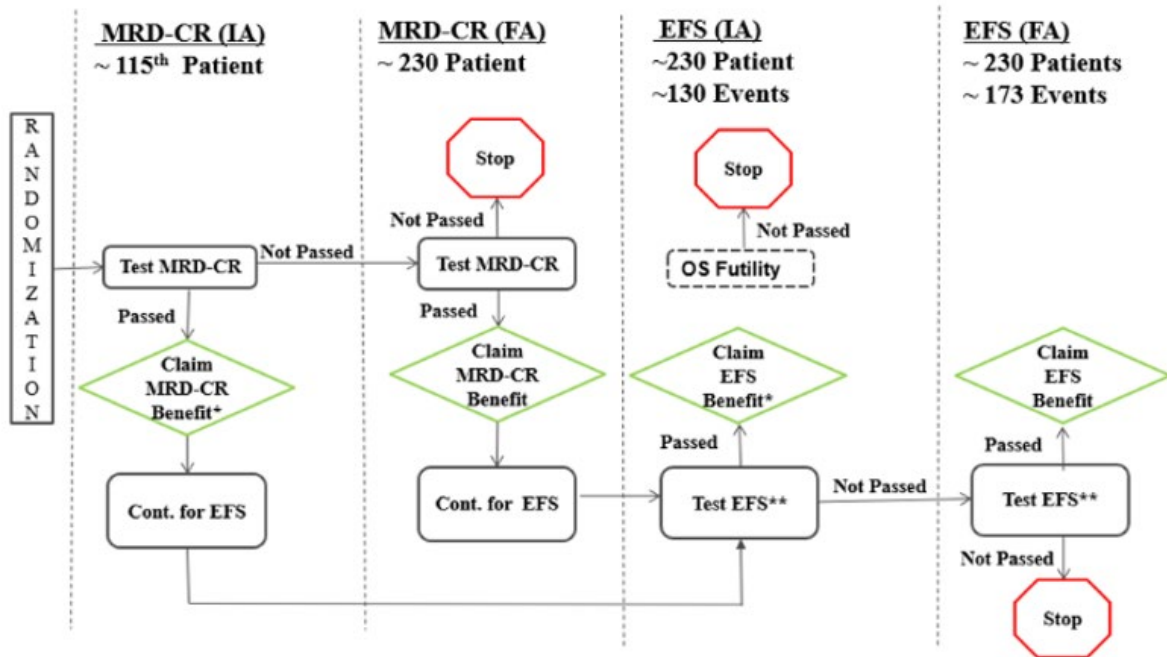 MRD-CR (IA)
~ 115th Patient
MRD-CR (FA)
~ 230 Patient
EFS (IA)
~230 Patient
~130 Events
EFS (FA)
~ 230 Patients
~ 173 Events
RANDOMIZATION
Test MRD-CR
Not Passed
Passed
Claim
MRD-CR
Benefit+
Cont. for EFS
Stop
Not Passed
Test MRD-CR
Passed
Claim
MRD-CR
Benefit
Cont. for EFS
Stop
Not Passed
OS Futility
Claim
EFS
Benefit*
Passed
Test EFS**
Not Passed
Claim
EFS
Benefit
Passed
Test EFS**
Not Passed
Stop